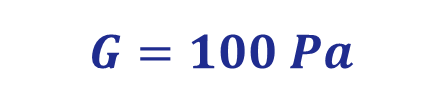 G = 100 Pa